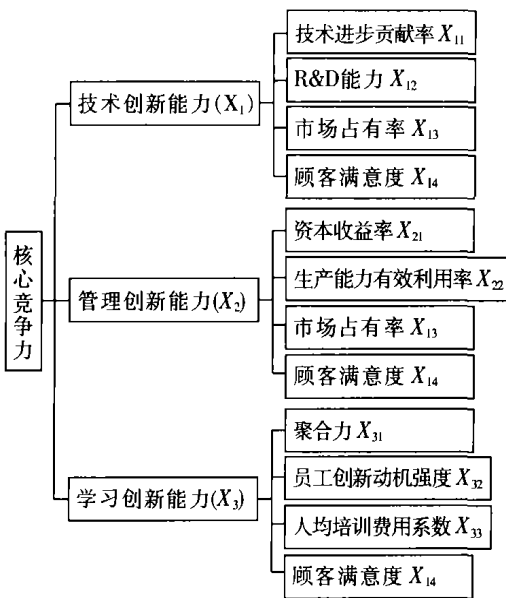 核心竞争力
技术创新能力(X₁)
技术进步贡献率 X₁₁
R&D能力 X₁₂
市场占有率 X₁₃
顾客满意度 X₁₄
管理创新能力(X₂)
资本收益率 X₂₁
生产能力有效利用率 X₂₂
市场占有率 X₁₃
顾客满意度 X₁₄
学习创新能力(X₃)
聚合力 X₃₁
员工创新动机强度 X₃₂
人均培训费用系数 X₃₃
顾客满意度 X₁₄